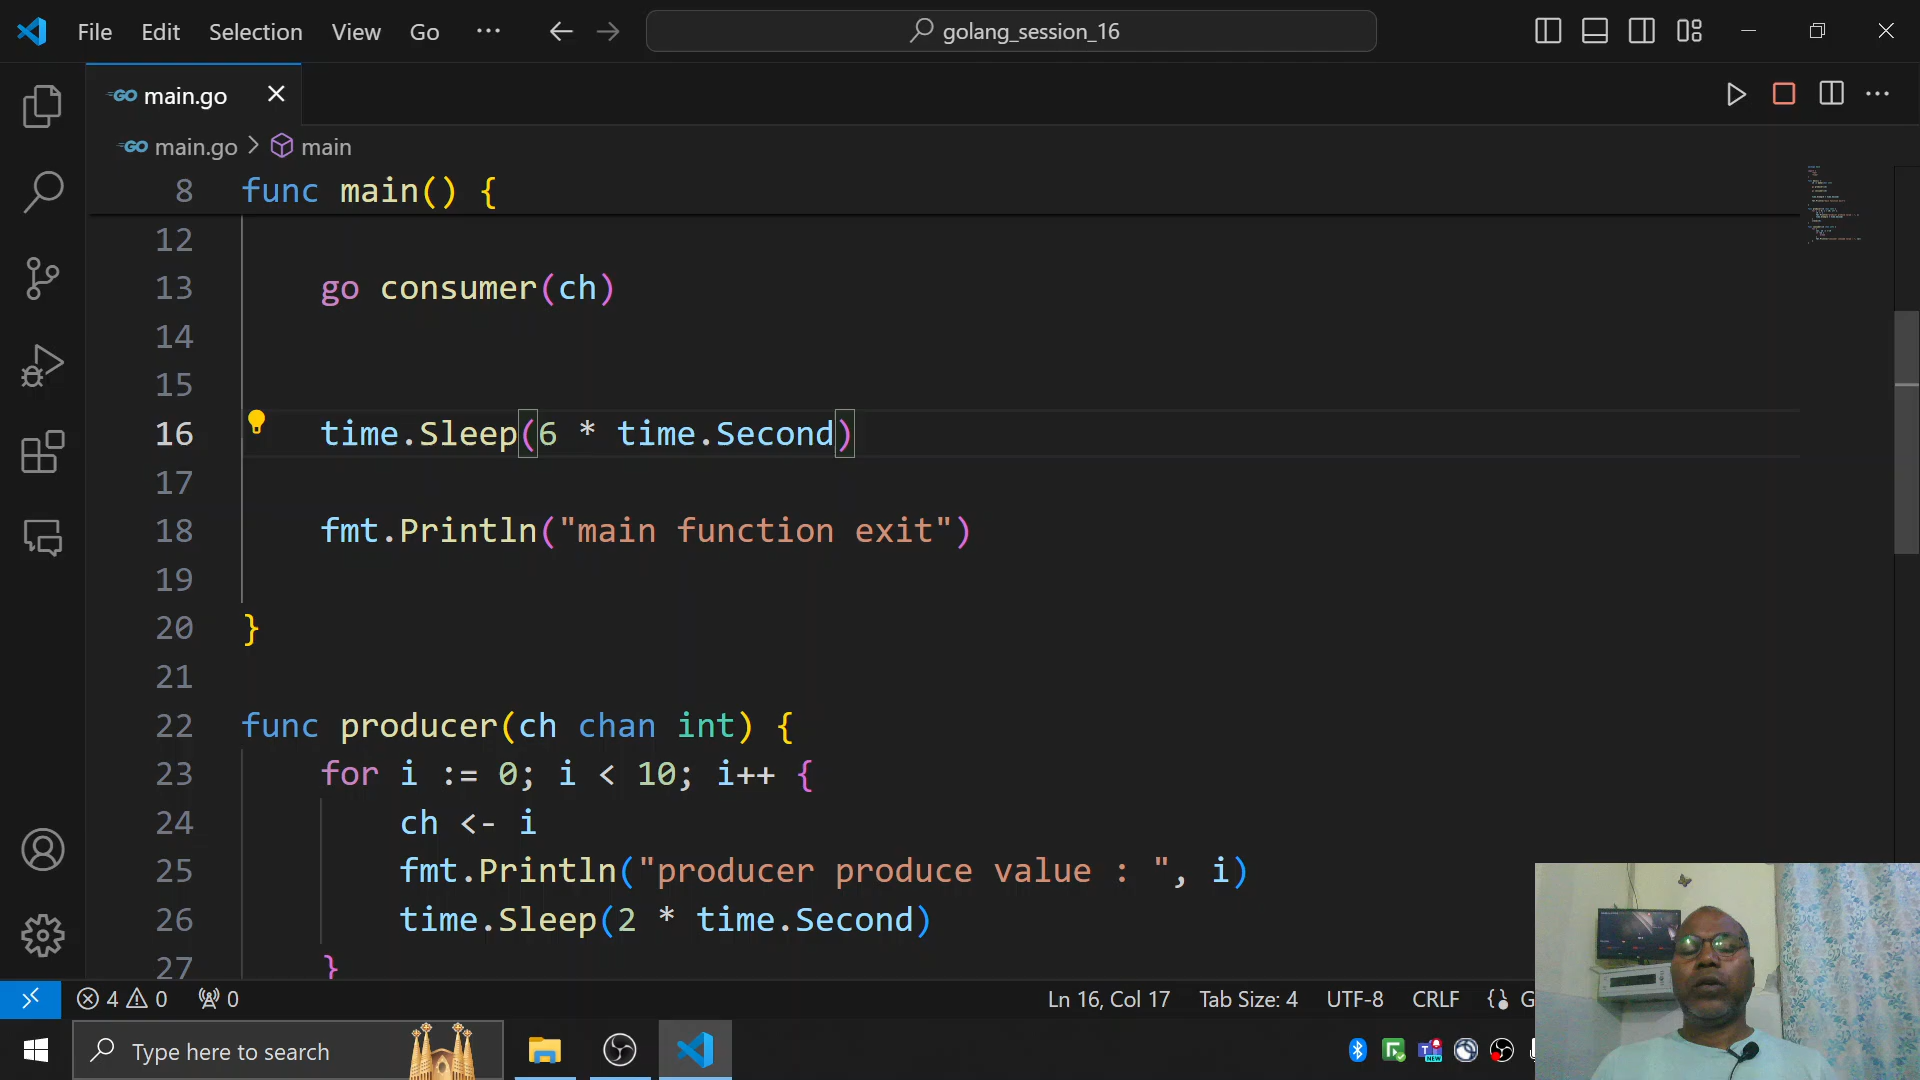 File Edit Selection View Go ··· golang_session_16
GO main.go
GO main.go > main
8 func main() {
12
13 go consumer(ch)
14
15
16 time.Sleep(6 * time.Second)
17
18 fmt.Println("main function exit")
19
20 }
21
22 func producer(ch chan int) {
23 for i := 0; i < 10; i++ {
24 ch <- i
25 fmt.Println("producer produce value : ", i)
26 time.Sleep(2 * time.Second)
27 }
4 0 0 Ln 16, Col 17 Tab Size: 4 UTF-8 CRLF {} G
Type here to search
NEW